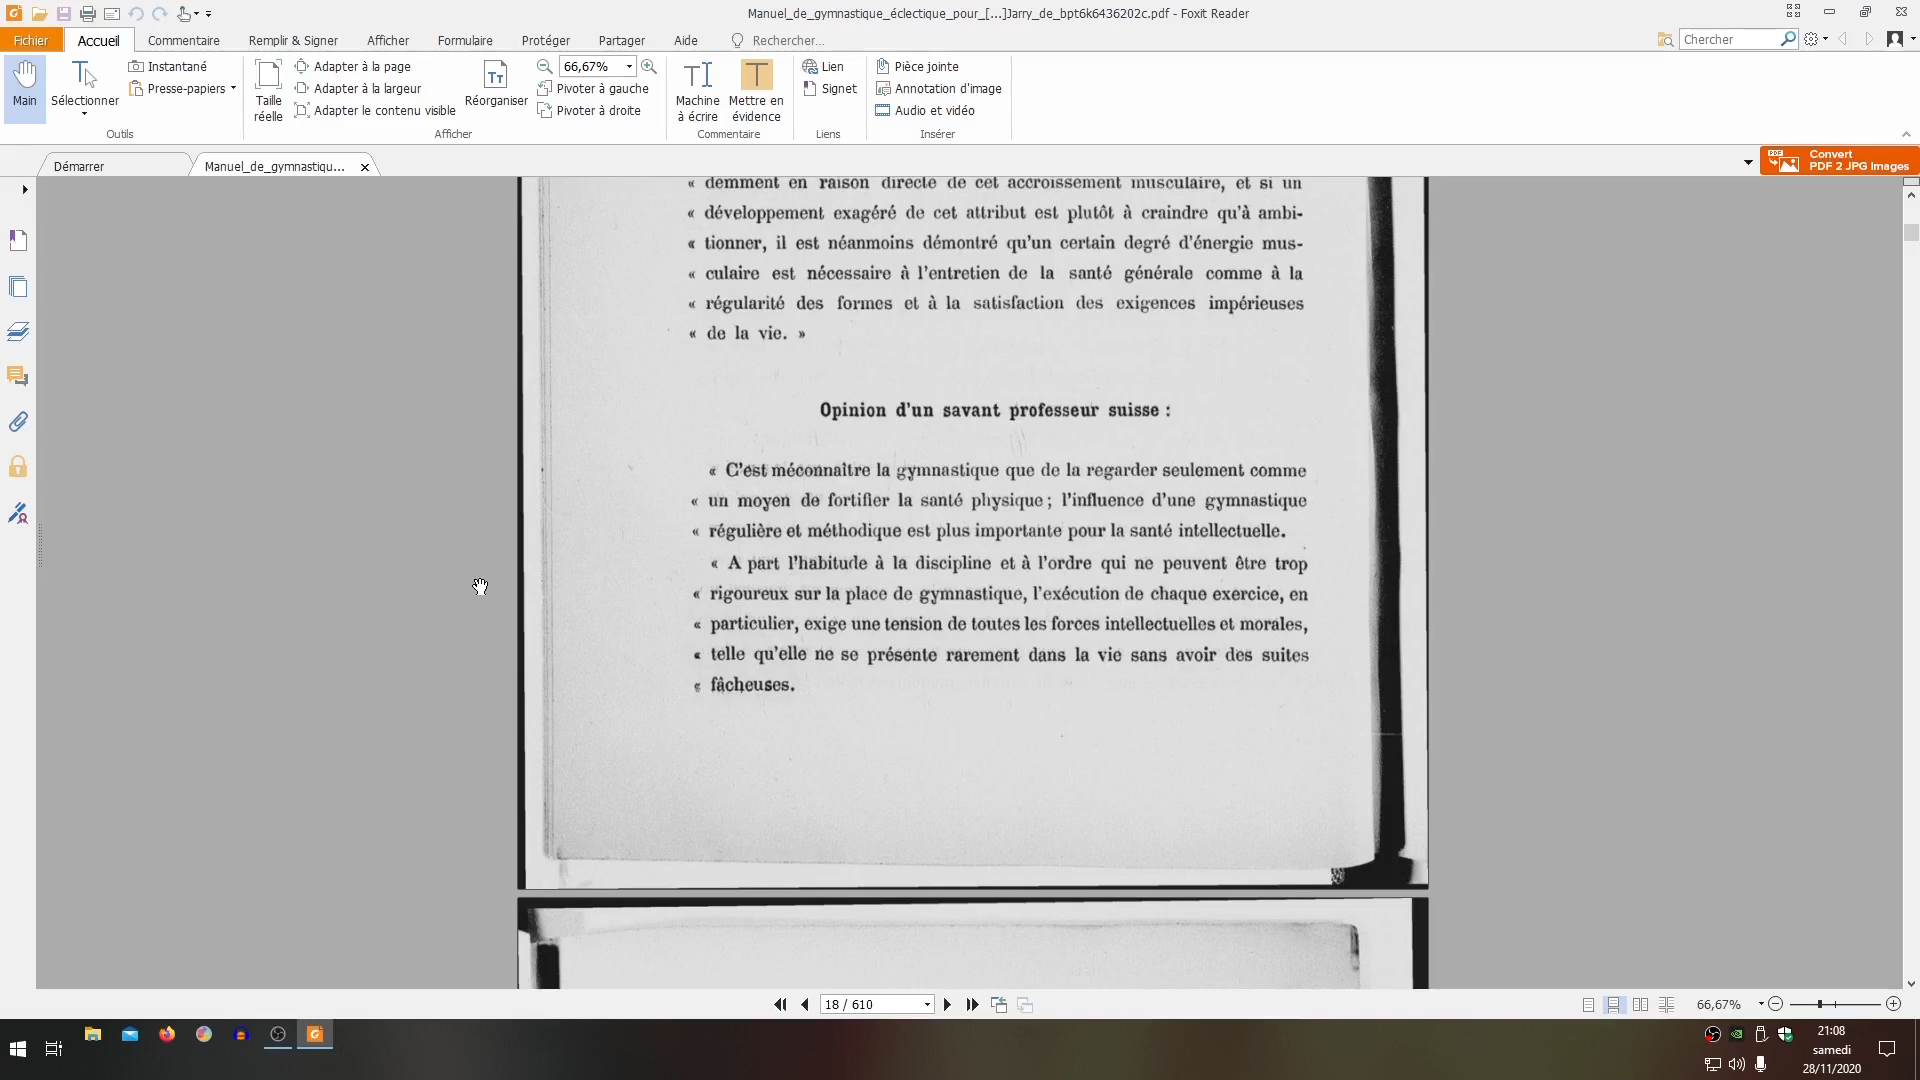 Manuel_de_gymnastique_éclectique_pour_[...]Jarry_de_bpt6k6436202c.pdf - Foxit Reader
Fichier Accueil Commentaire Remplir & Signer Afficher Formulaire Protéger Partager Aide Rechercher... Chercher
Main
Sélectionner
Instantané
Presse-papiers
Outils
Taille réelle
Adapter à la page
Adapter à la largeur
Adapter le contenu visible
Réorganiser
66,67%
Pivoter à gauche
Pivoter à droite
Afficher
Machine à écrire
Mettre en évidence
Commentaire
Lien
Signet
Liens
Pièce jointe
Annotation d'image
Audio et vidéo
Insérer
Démarrer
Manuel_de_gymnastiqu...
PDF
Convert
PDF 2 JPG Images
« demment en raison directe de cet accroissement musculaire, et si un
« développement exagéré de cet attribut est plutôt à craindre qu'à ambi-
« tionner, il est néanmoins démontré qu'un certain degré d'énergie mus-
« culaire est nécessaire à l'entretien de la santé générale comme à la
« régularité des formes et à la satisfaction des exigences impérieuses
« de la vie. »
Opinion d'un savant professeur suisse :
« C'est méconnaître la gymnastique que de la regarder seulement comme
« un moyen de fortifier la santé physique ; l'influence d'une gymnastique
« régulière et méthodique est plus importante pour la santé intellectuelle.
« A part l'habitude à la discipline et à l'ordre qui ne peuvent être trop
« rigoureux sur la place de gymnastique, l'exécution de chaque exercice, en
« particulier, exige une tension de toutes les forces intellectuelles et morales,
« telle qu'elle ne se présente rarement dans la vie sans avoir des suites
« fâcheuses.
18 / 610
66,67%
21:08
samedi
28/11/2020